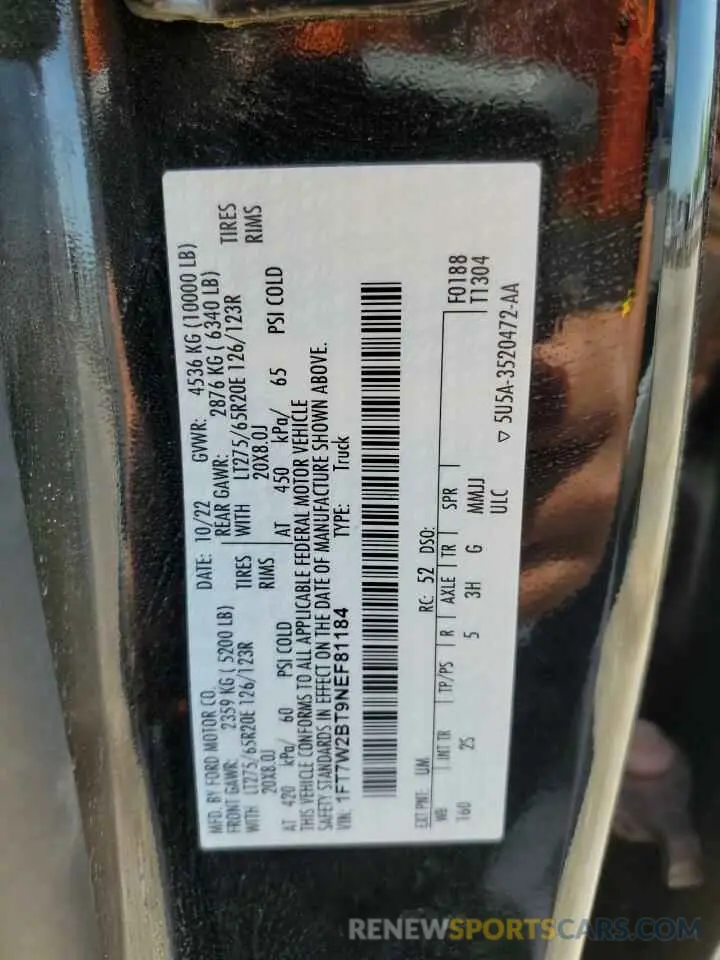 MFD. BY FORD MOTOR CO. DATE: 10/22 GVWR: 4536 KG (10000 LB)
FRONT GAWR: 2359 KG ( 5200 LB) REAR GAWR: 2876 KG ( 6340 LB)
WITH LT275/65R20E 126/123R TIRES WITH LT275/65R20E 126/123R TIRES
20X8.0J RIMS 20X8.0J RIMS
AT 420 kPa/ 60 PSI COLD AT 450 kPa/ 65 PSI COLD
THIS VEHICLE CONFORMS TO ALL APPLICABLE FEDERAL MOTOR VEHICLE
SAFETY STANDARDS IN EFFECT ON THE DATE OF MANUFACTURE SHOWN ABOVE.
VIN: 1FT7W2BT9NEF81184 TYPE: Truck
EXT PNT: UM RC: 52 DSO: F0188
WB INT TR TP/PS R AXLE TR SPR T1304
160 2S 5 3H G MMJJ
ULC ▽ 5U5A-3520472-AA
RENEWSPORTSCARS.COM